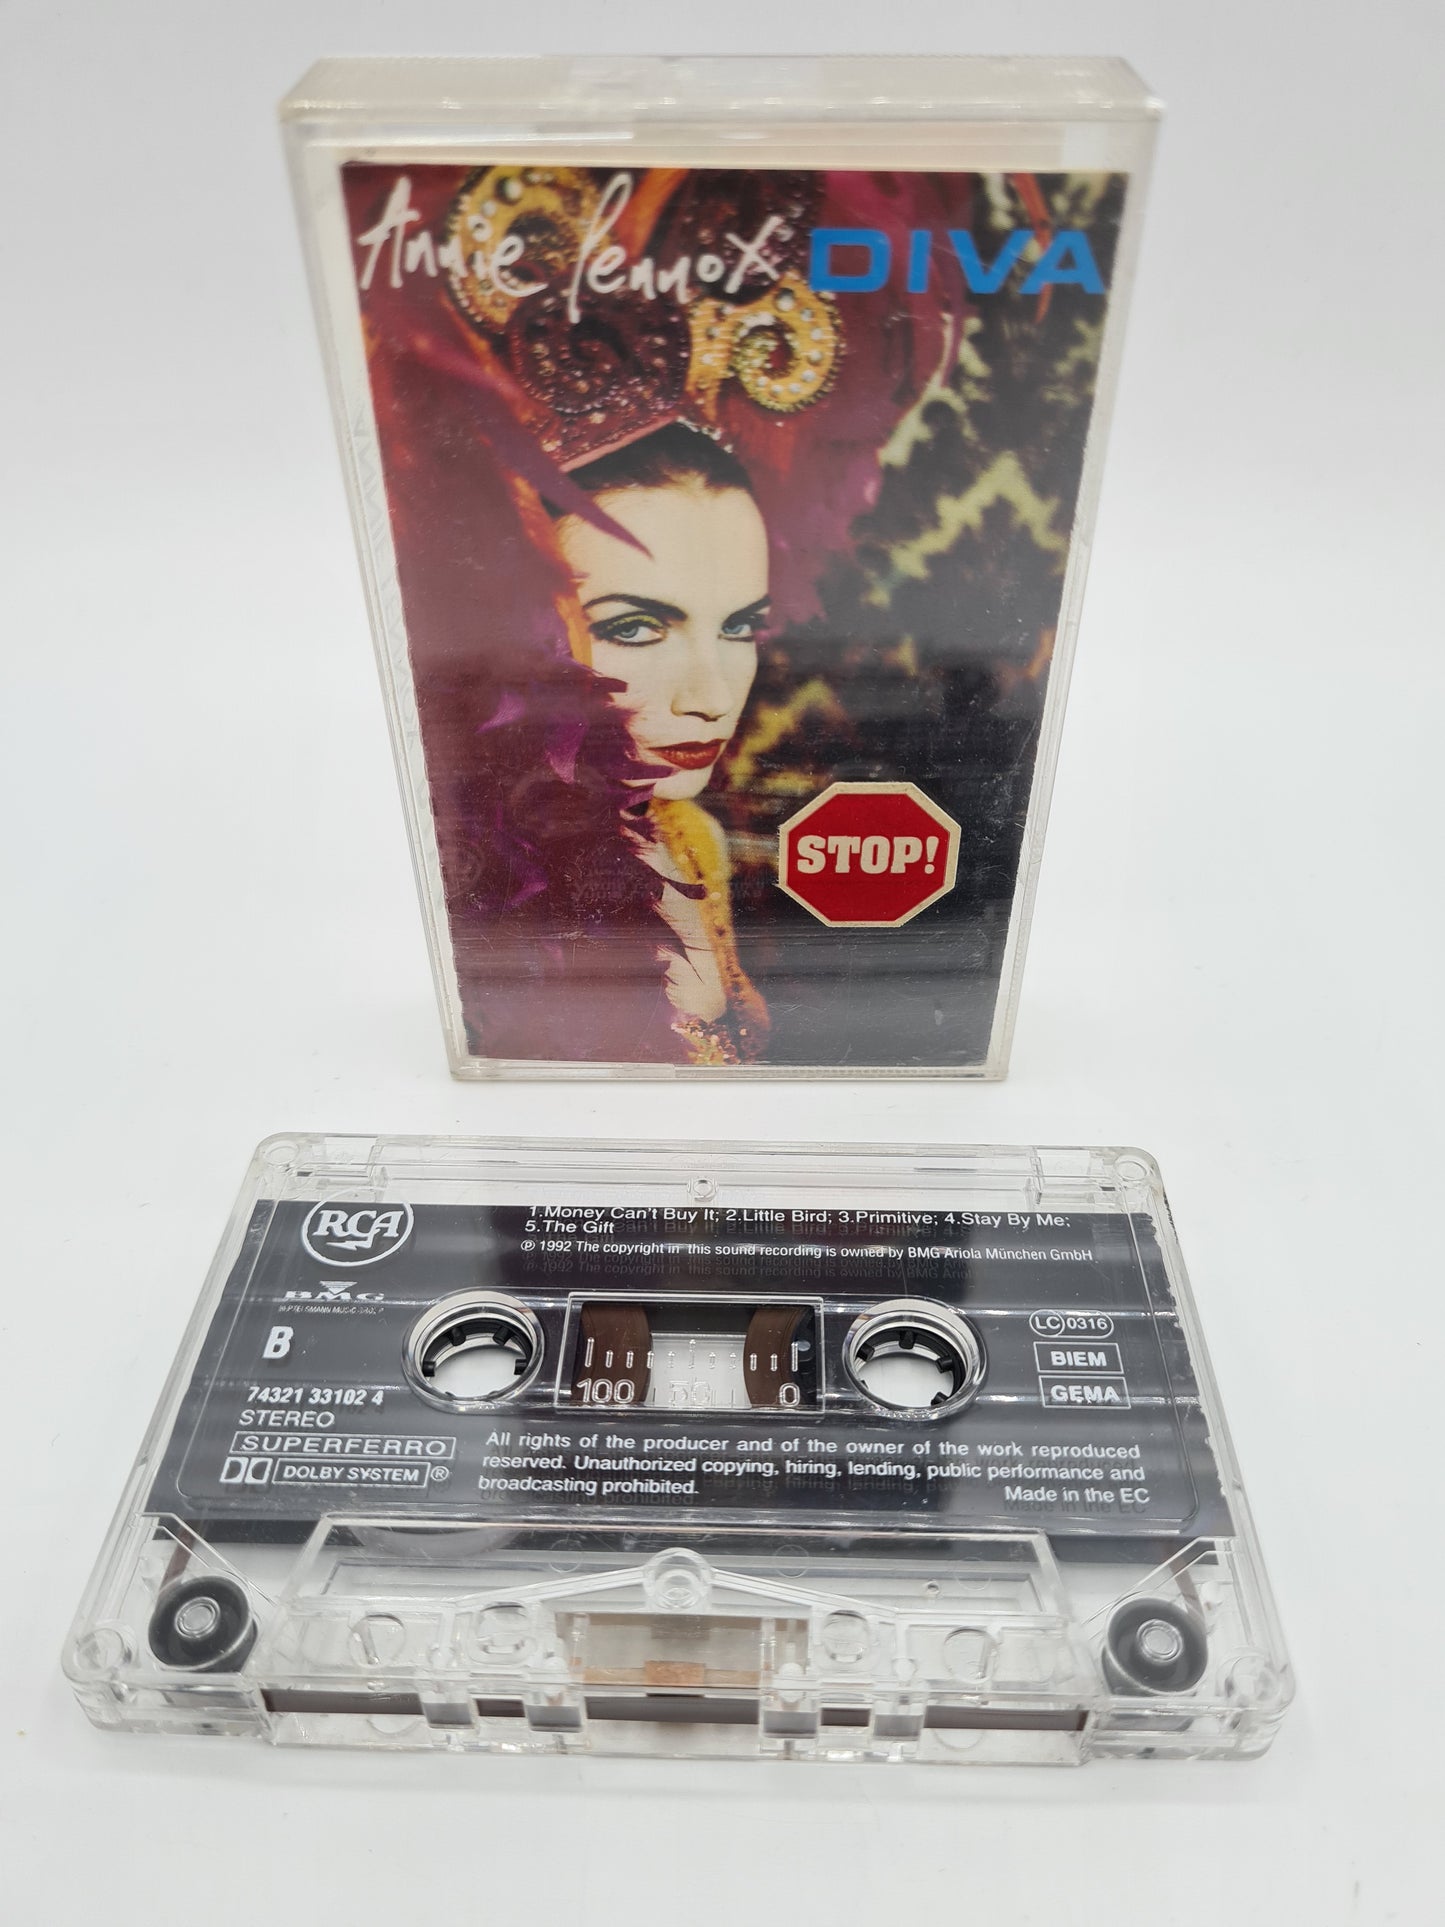 Annie Lennox DIVA
STOP!
RCA
1.Money Can't Buy It; 2.Little Bird; 3.Primitive; 4.Stay By Me;
5.The Gift
℗ 1992 The copyright in this sound recording is owned by BMG Ariola München GmbH
BMG
B
LC 0316
BIEM
GEMA
100 50 0
74321 33102 4
STEREO
SUPERFERRO
DOLBY SYSTEM ®
All rights of the producer and of the owner of the work reproduced
reserved. Unauthorized copying, hiring, lending, public performance and
broadcasting prohibited.
Made in the EC